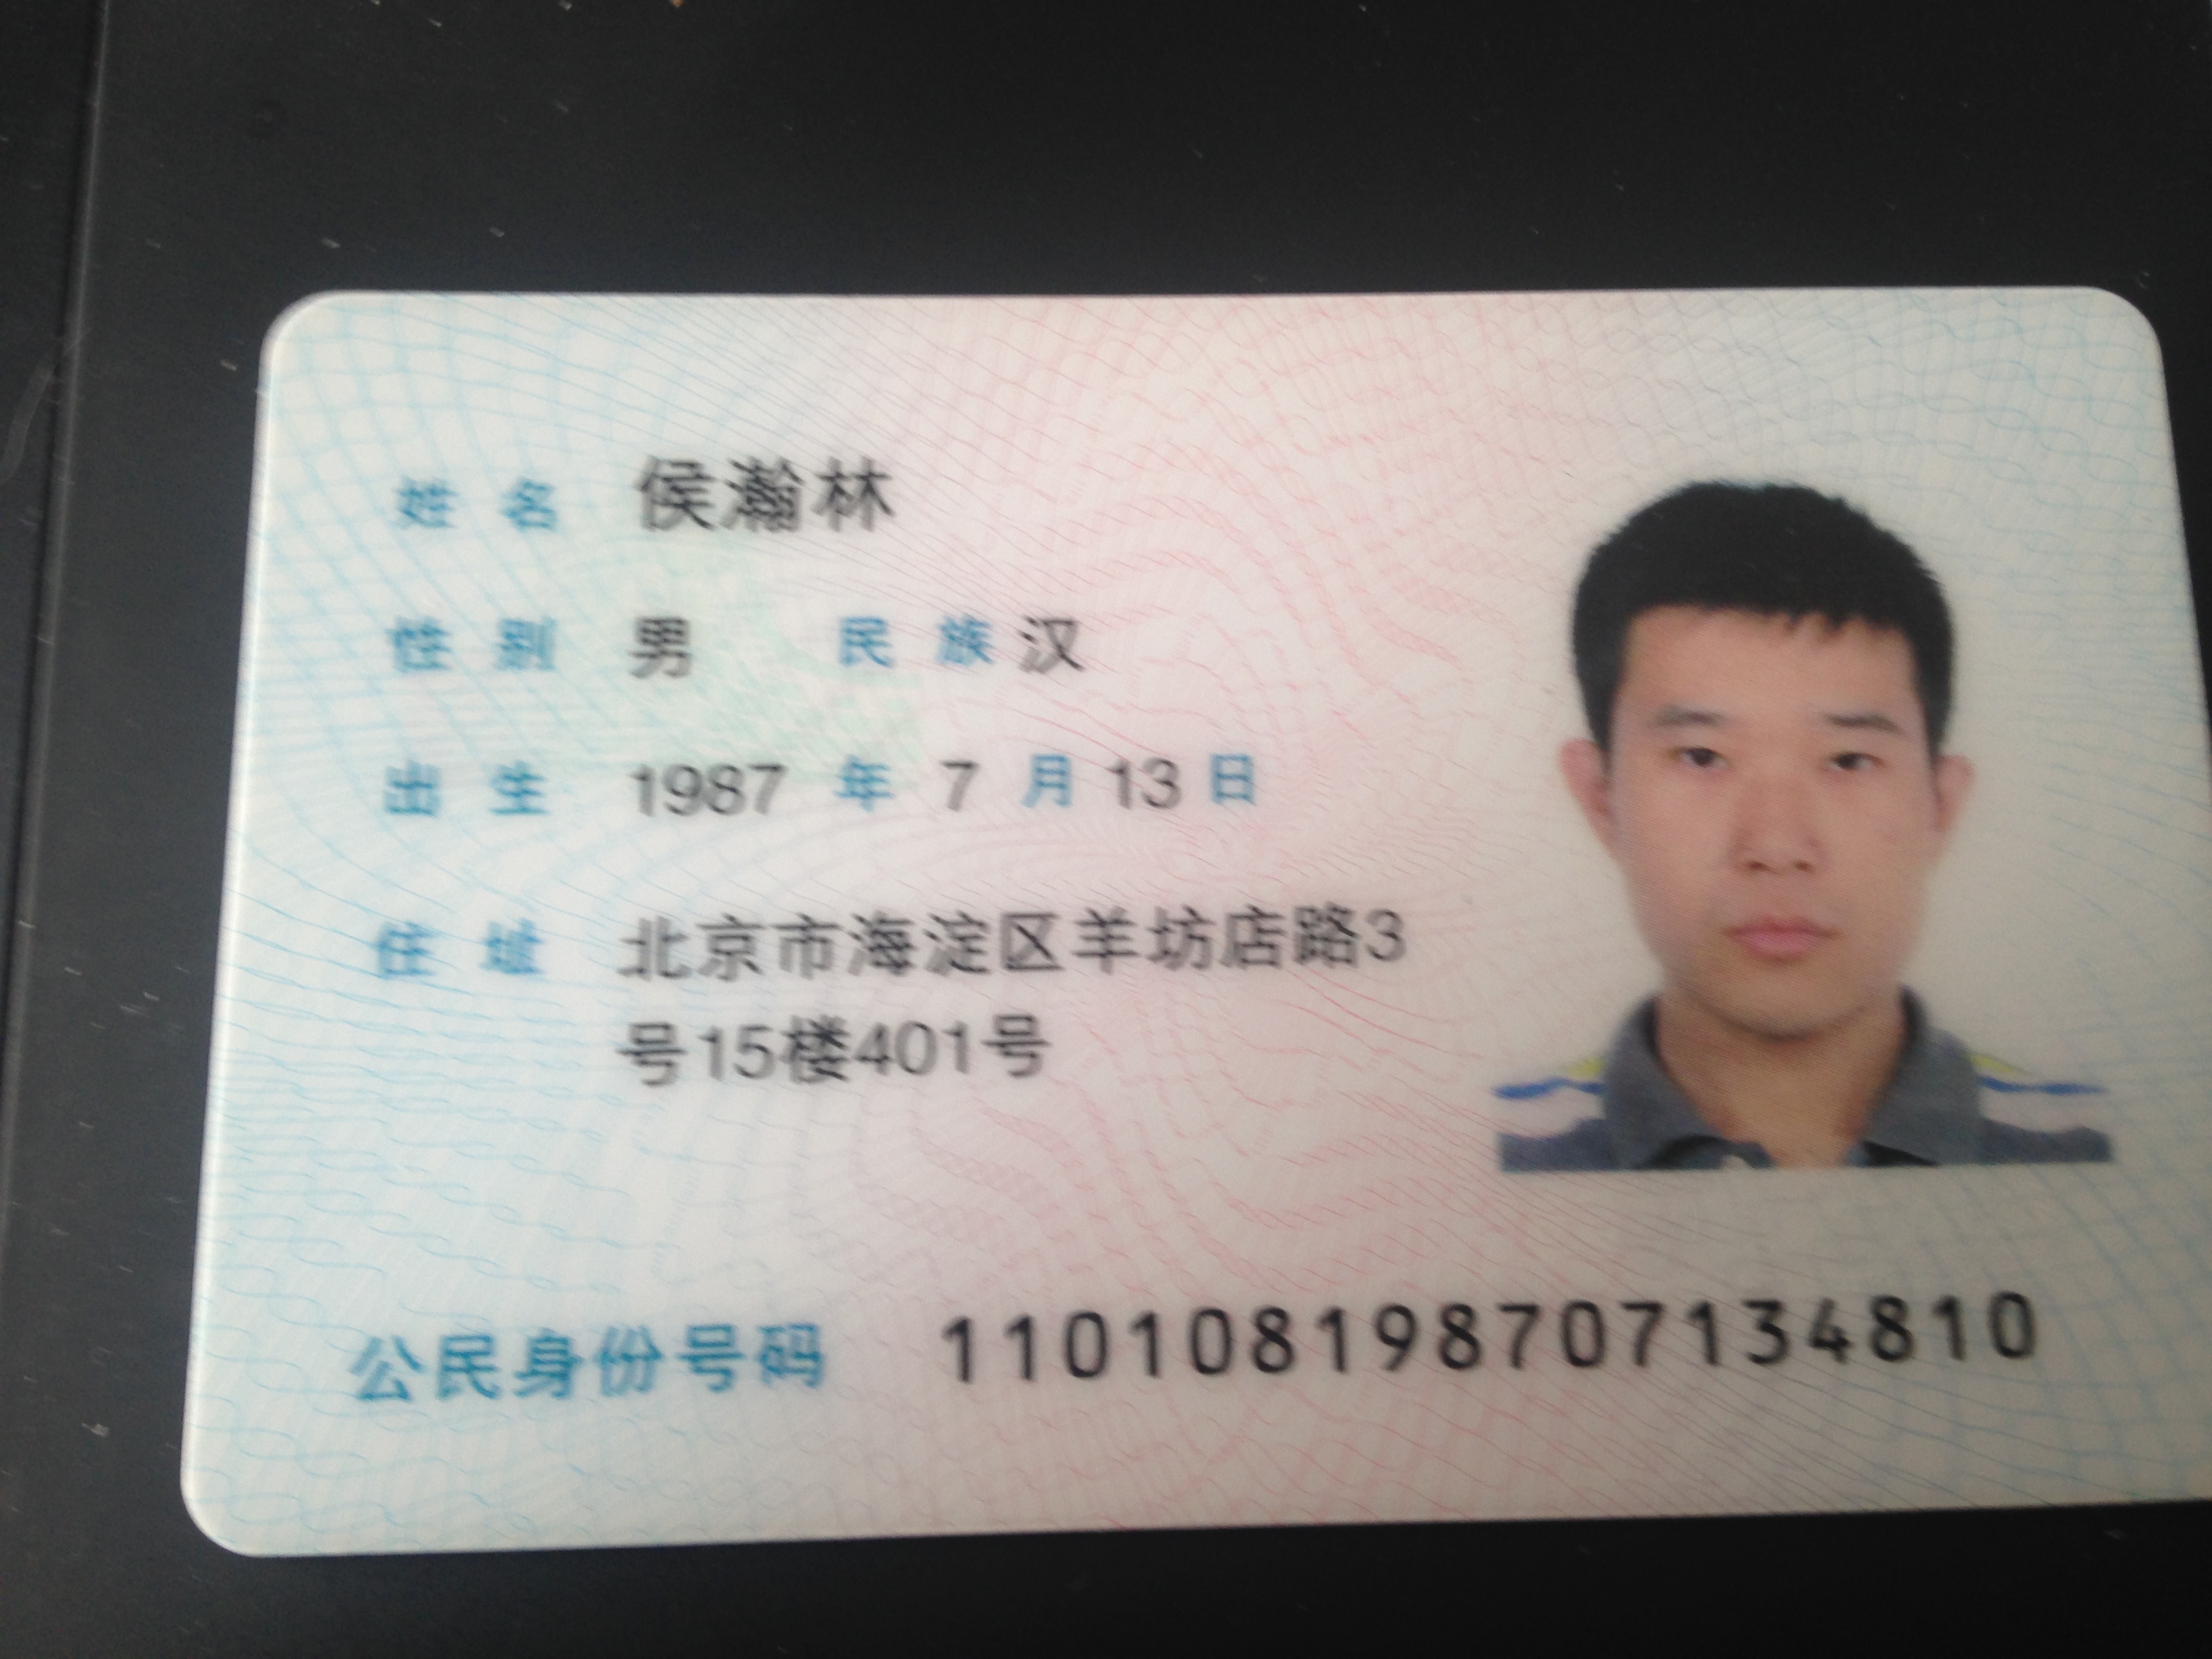 姓名 侯瀚林
性别 男 民族 汉
出生 1987 年 7 月 13 日
住址 北京市海淀区羊坊店路3
号15楼401号
公民身份号码 110108198707134810